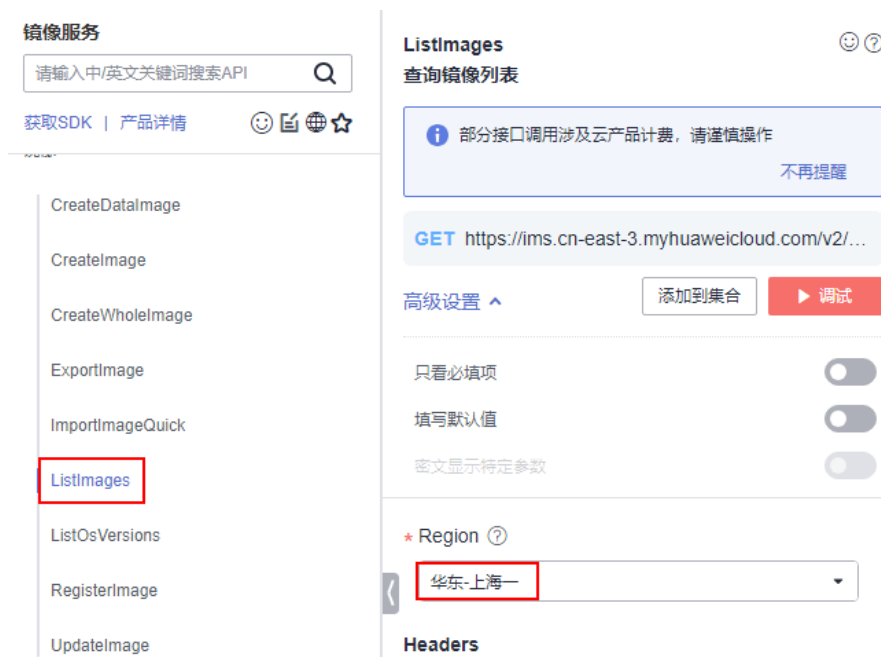 镜像服务
请输入中/英文关键词搜索API
获取SDK | 产品详情
CreateDataImage
CreateImage
CreateWholeImage
ExportImage
ImportImageQuick
ListImages
ListOsVersions
RegisterImage
UpdateImage
ListImages
查询镜像列表
部分接口调用涉及云产品计费，请谨慎操作
不再提醒
GET https://ims.cn-east-3.myhuaweicloud.com/v2/...
高级设置
添加到集合
调试
只看必填项
填写默认值
密文显示特定参数
* Region
华东-上海一
Headers